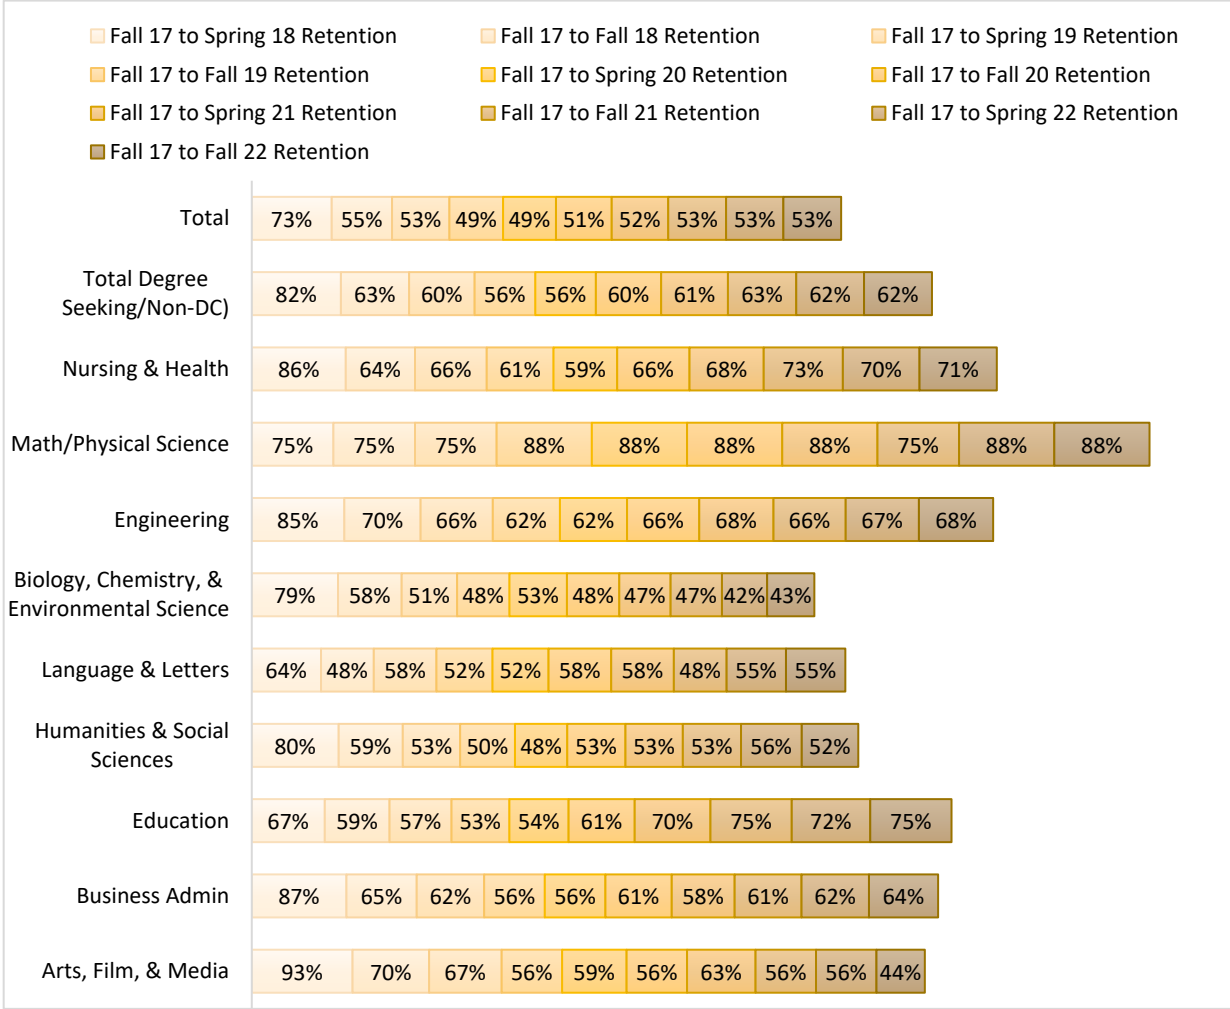 Fall 17 to Spring 18 Retention Fall 17 to Fall 18 Retention Fall 17 to Spring 19 Retention
Fall 17 to Fall 19 Retention Fall 17 to Spring 20 Retention Fall 17 to Fall 20 Retention
Fall 17 to Spring 21 Retention Fall 17 to Fall 21 Retention Fall 17 to Spring 22 Retention
Fall 17 to Fall 22 Retention
Total 73% 55% 53% 49% 49% 51% 52% 53% 53% 53%
Total Degree
Seeking/Non-DC) 82% 63% 60% 56% 56% 60% 61% 63% 62% 62%
Nursing & Health 86% 64% 66% 61% 59% 66% 68% 73% 70% 71%
Math/Physical Science 75% 75% 75% 88% 88% 88% 88% 75% 88% 88%
Engineering 85% 70% 66% 62% 62% 66% 68% 66% 67% 68%
Biology, Chemistry, &
Environmental Science 79% 58% 51% 48% 53% 48% 47% 47% 42% 43%
Language & Letters 64% 48% 58% 52% 52% 58% 58% 48% 55% 55%
Humanities & Social
Sciences 80% 59% 53% 50% 48% 53% 53% 53% 56% 52%
Education 67% 59% 57% 53% 54% 61% 70% 75% 72% 75%
Business Admin 87% 65% 62% 56% 56% 61% 58% 61% 62% 64%
Arts, Film, & Media 93% 70% 67% 56% 59% 56% 63% 56% 56% 44%